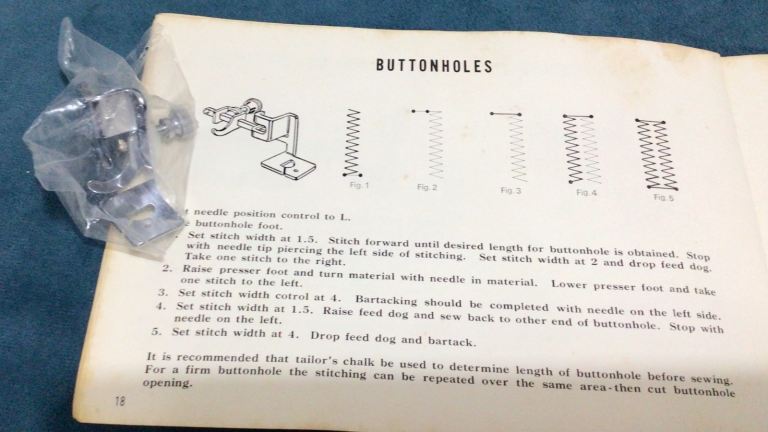 BUTTONHOLES
Fig. 1
Fig. 2
Fig. 3
Fig. 4
Fig. 5
needle position control to L.
buttonhole foot.
Set stitch width at 1.5. Stitch forward until desired length for buttonhole is obtained. Stop
with needle tip piercing the left side of stitching. Set stitch width at 2 and drop feed dog.
Take one stitch to the right.
2. Raise presser foot and turn material with needle in material. Lower presser foot and take
one stitch to the left.
3. Set stitch width cotrol at 4. Bartacking should be completed with needle on the left side.
4. Set stitch width at 1.5. Raise feed dog and sew back to other end of buttonhole. Stop with
needle on the left.
5. Set stitch width at 4. Drop feed dog and bartack.
It is recommended that tailor's chalk be used to determine length of buttonhole before sewing.
For a firm buttonhole the stitching can be repeated over the same area-then cut buttonhole
opening.
18